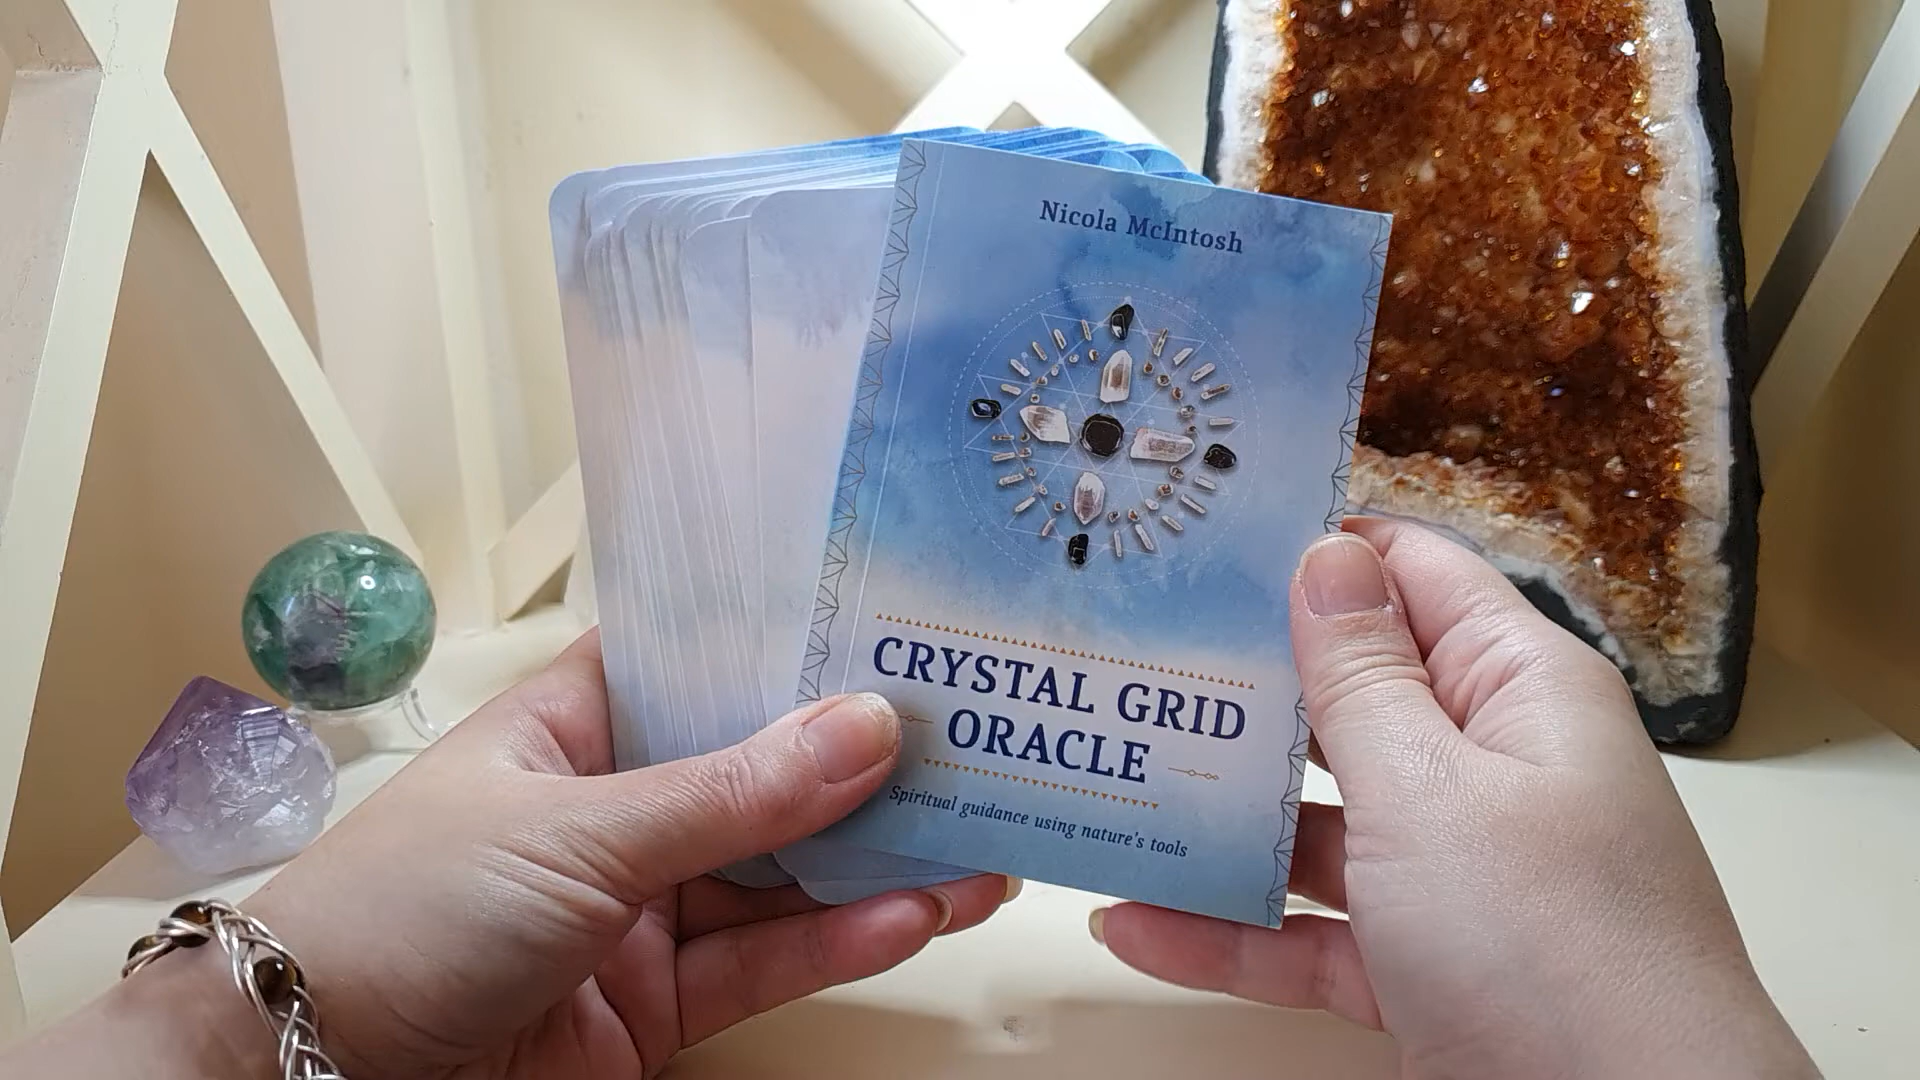 Nicola McIntosh
CRYSTAL GRID
ORACLE
Spiritual guidance using nature's tools